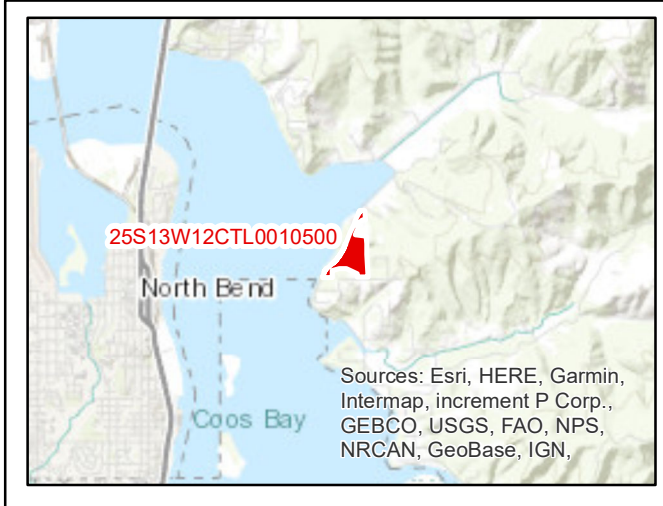 25S13W12CTL0010500
North Bend
Coos Bay
Sources: Esri, HERE, Garmin,
Intermap, increment P Corp.,
GEBCO, USGS, FAO, NPS,
NRCAN, GeoBase, IGN,